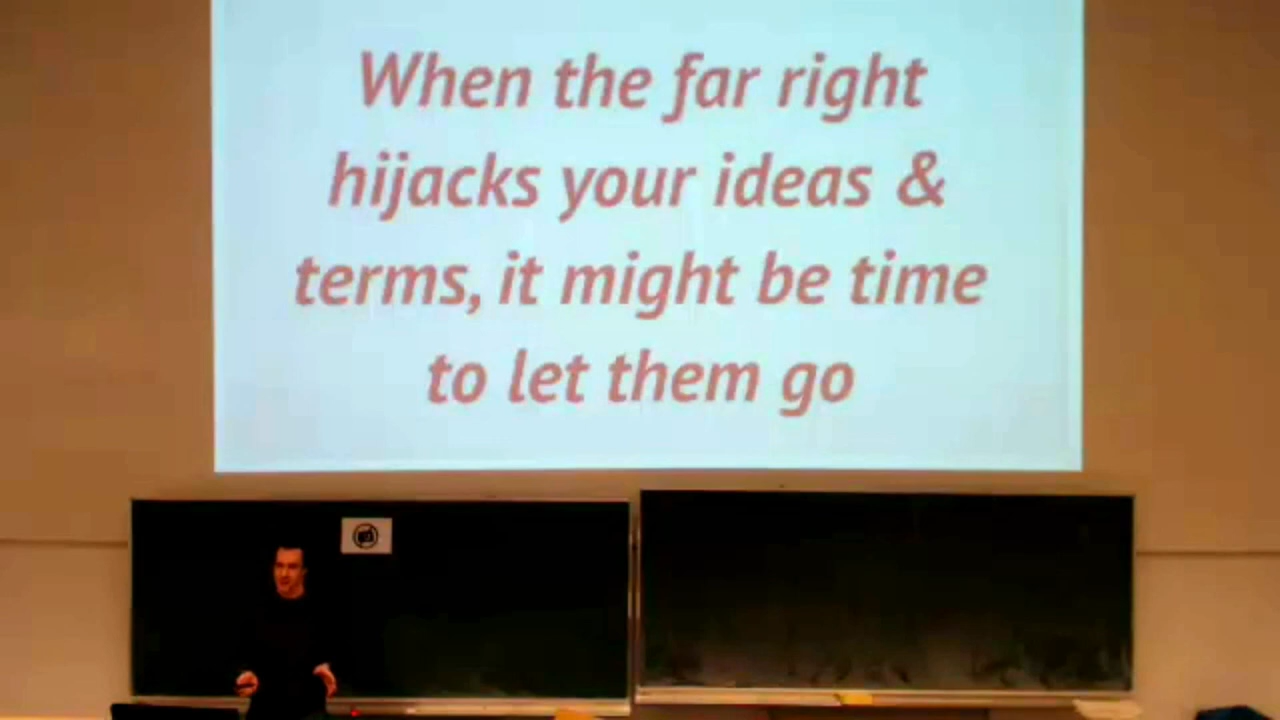 When the far right
hijacks your ideas &
terms, it might be time
to let them go